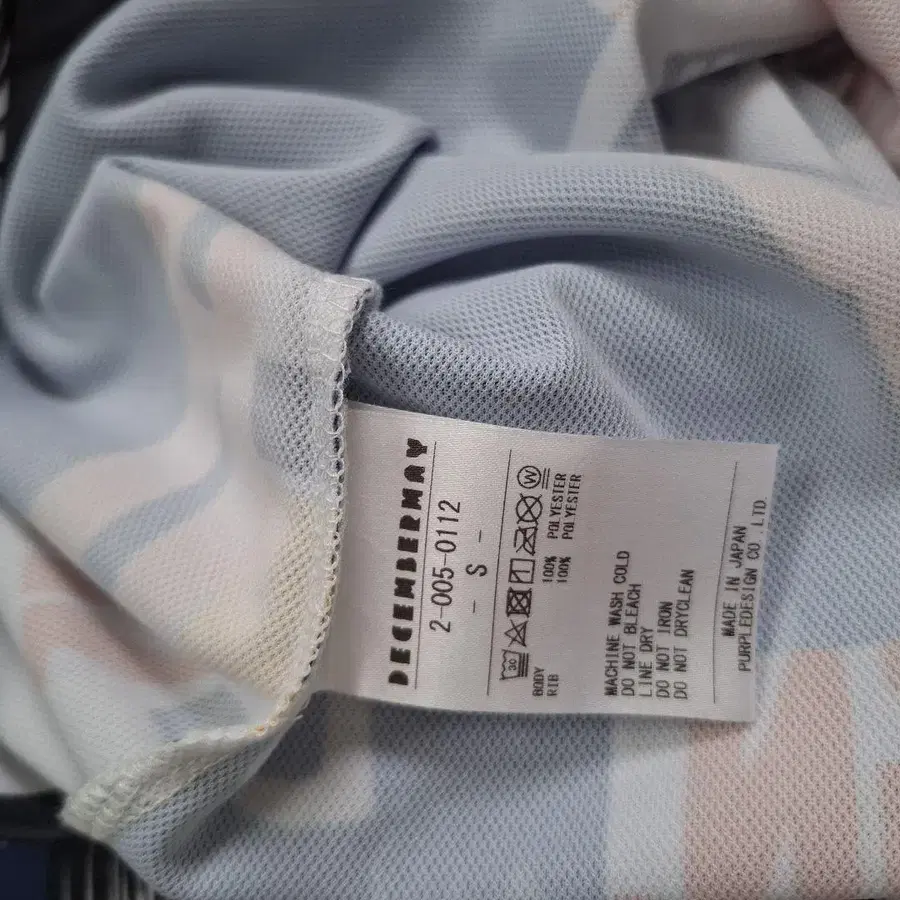 DECEMBERMAY
2-005-0112
- S -
30 W
BODY 100% POLYESTER
RIB 100% POLYESTER
MACHINE WASH COLD
DO NOT BLEACH
LINE DRY
DO NOT IRON
DO NOT DRYCLEAN
MADE IN JAPAN
PURPLEDESIGN CO.LTD.